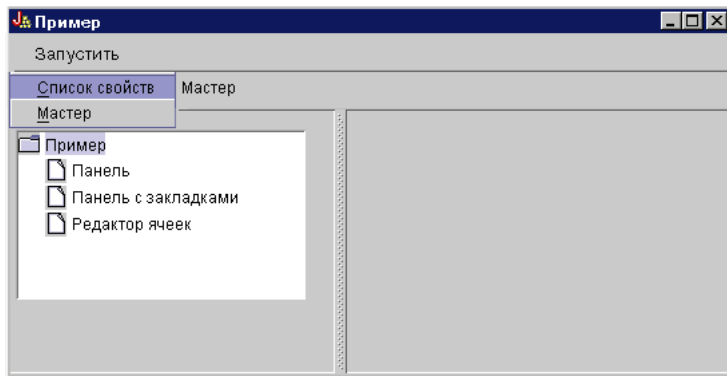 Пример
Запустить
Список свойств Мастер
Мастер
Пример
Панель
Панель с закладками
Редактор ячеек